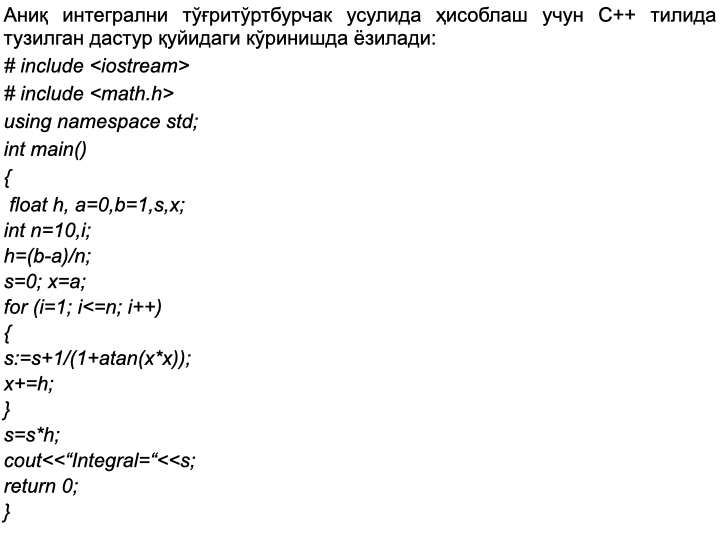 Аниқ интегрални тўғритўртбурчак усулида ҳисоблаш учун C++ тилида
тузилган дастур қуйидаги кўринишда ёзилади:
# include <iostream>
# include <math.h>
using namespace std;
int main()
{
float h, a=0,b=1,s,x;
int n=10,i;
h=(b-a)/n;
s=0; x=a;
for (i=1; i<=n; i++)
{
s:=s+1/(1+atan(x*x));
x+=h;
}
s=s*h;
cout<<“Integral=“<<s;
return 0;
}